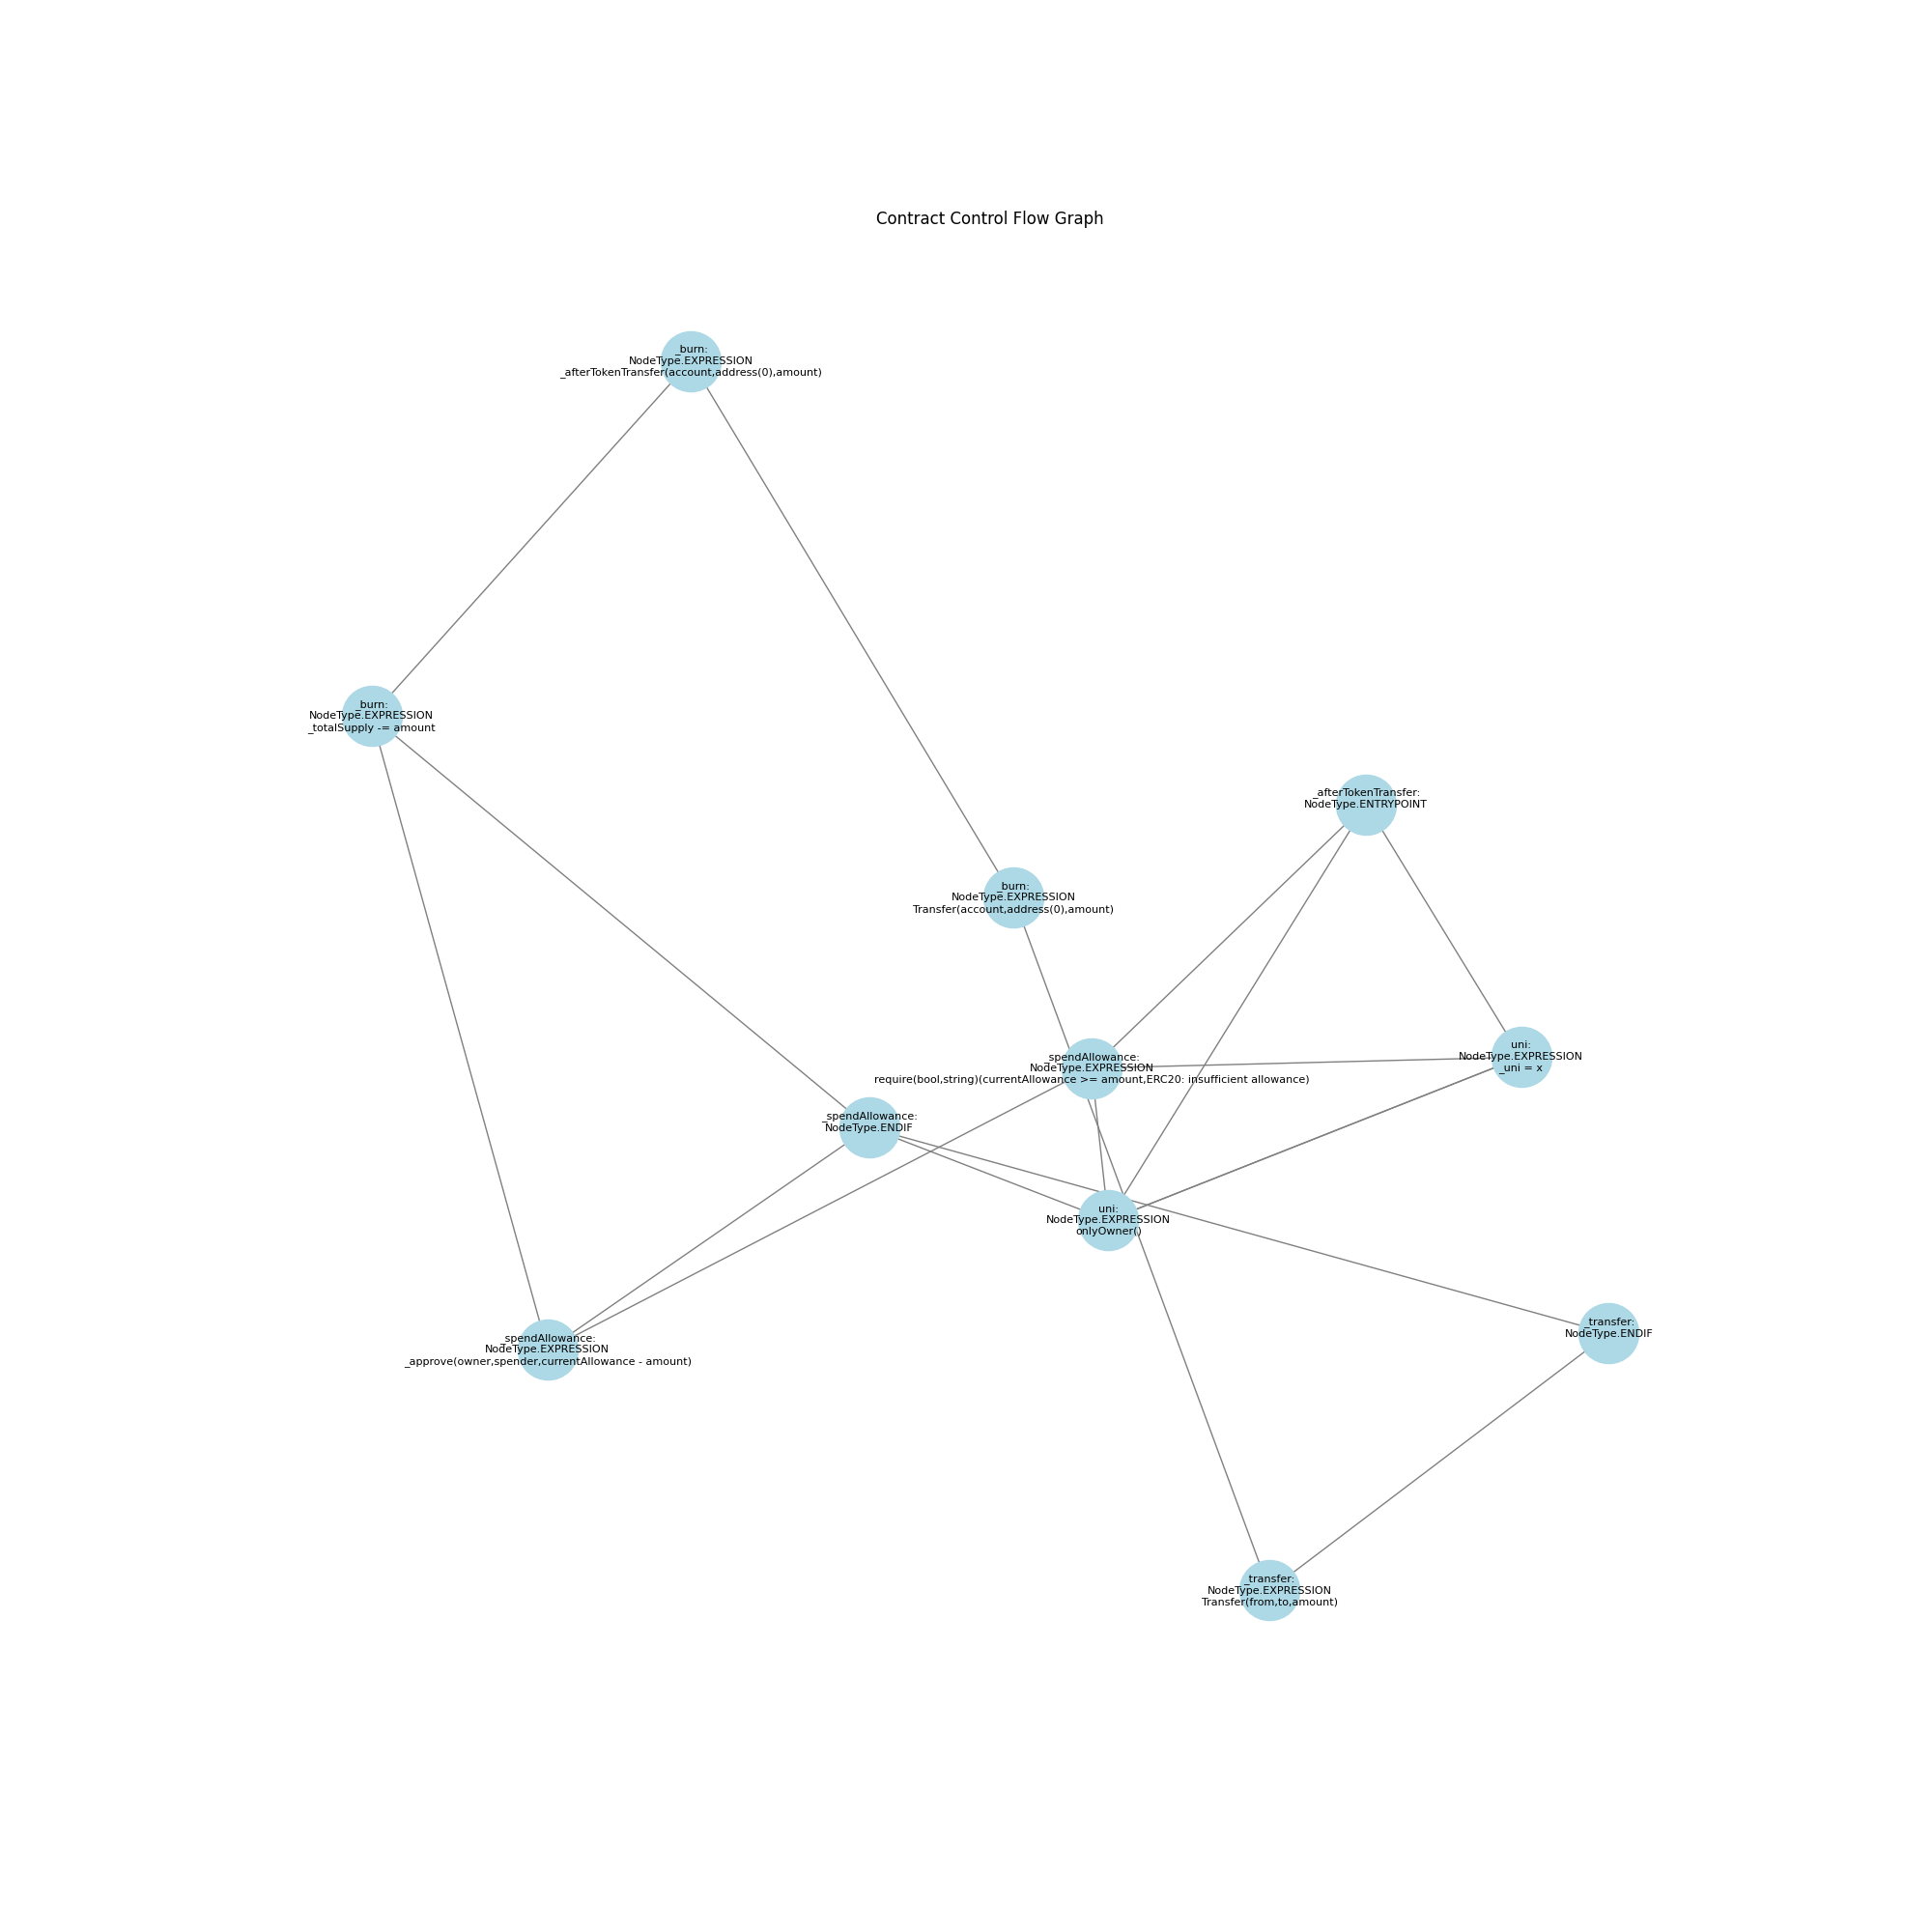 Contract Control Flow Graph
_burn:
NodeType.EXPRESSION
_afterTokenTransfer(account,address(0),amount)
_burn:
NodeType.EXPRESSION
_totalSupply -= amount
_afterTokenTransfer:
NodeType.ENTRYPOINT
_burn:
NodeType.EXPRESSION
Transfer(account,address(0),amount)
uni:
NodeType.EXPRESSION
_uni = x
_spendAllowance:
NodeType.EXPRESSION
require(bool,string)(currentAllowance >= amount,ERC20: insufficient allowance)
_spendAllowance:
NodeType.ENDIF
uni:
NodeType.EXPRESSION
onlyOwner()
_transfer:
NodeType.ENDIF
_spendAllowance:
NodeType.EXPRESSION
_approve(owner,spender,currentAllowance - amount)
_transfer:
NodeType.EXPRESSION
Transfer(from,to,amount)